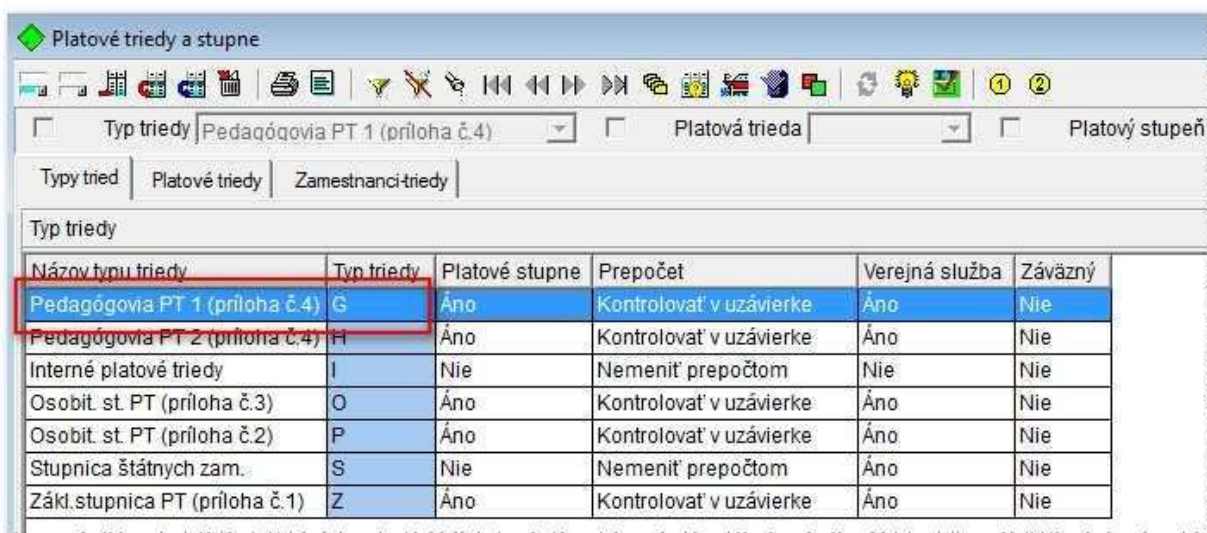 Platové triedy a stupne
Typ triedy Pedagógovia PT 1 (príloha č.4) Platová trieda Platový stupeň
Typy tried Platové triedy Zamestnanci-triedy
Typ triedy
Názov typu triedy Typ triedy Platové stupne Prepočet Verejná služba Záväzný
Pedagógovia PT 1 (príloha č.4) G Áno Kontrolovať v uzávierke Áno Nie
Pedagógovia PT 2 (príloha č.4) H Áno Kontrolovať v uzávierke Áno Nie
Interné platové triedy I Nie Nemeniť prepočtom Nie Nie
Osobit. st. PT (príloha č.3) O Áno Kontrolovať v uzávierke Áno Nie
Osobit. st. PT (príloha č.2) P Áno Kontrolovať v uzávierke Áno Nie
Stupnica štátnych zam. S Nie Nemeniť prepočtom Áno Nie
Zákl.stupnica PT (príloha č.1) Z Áno Kontrolovať v uzávierke Áno Nie